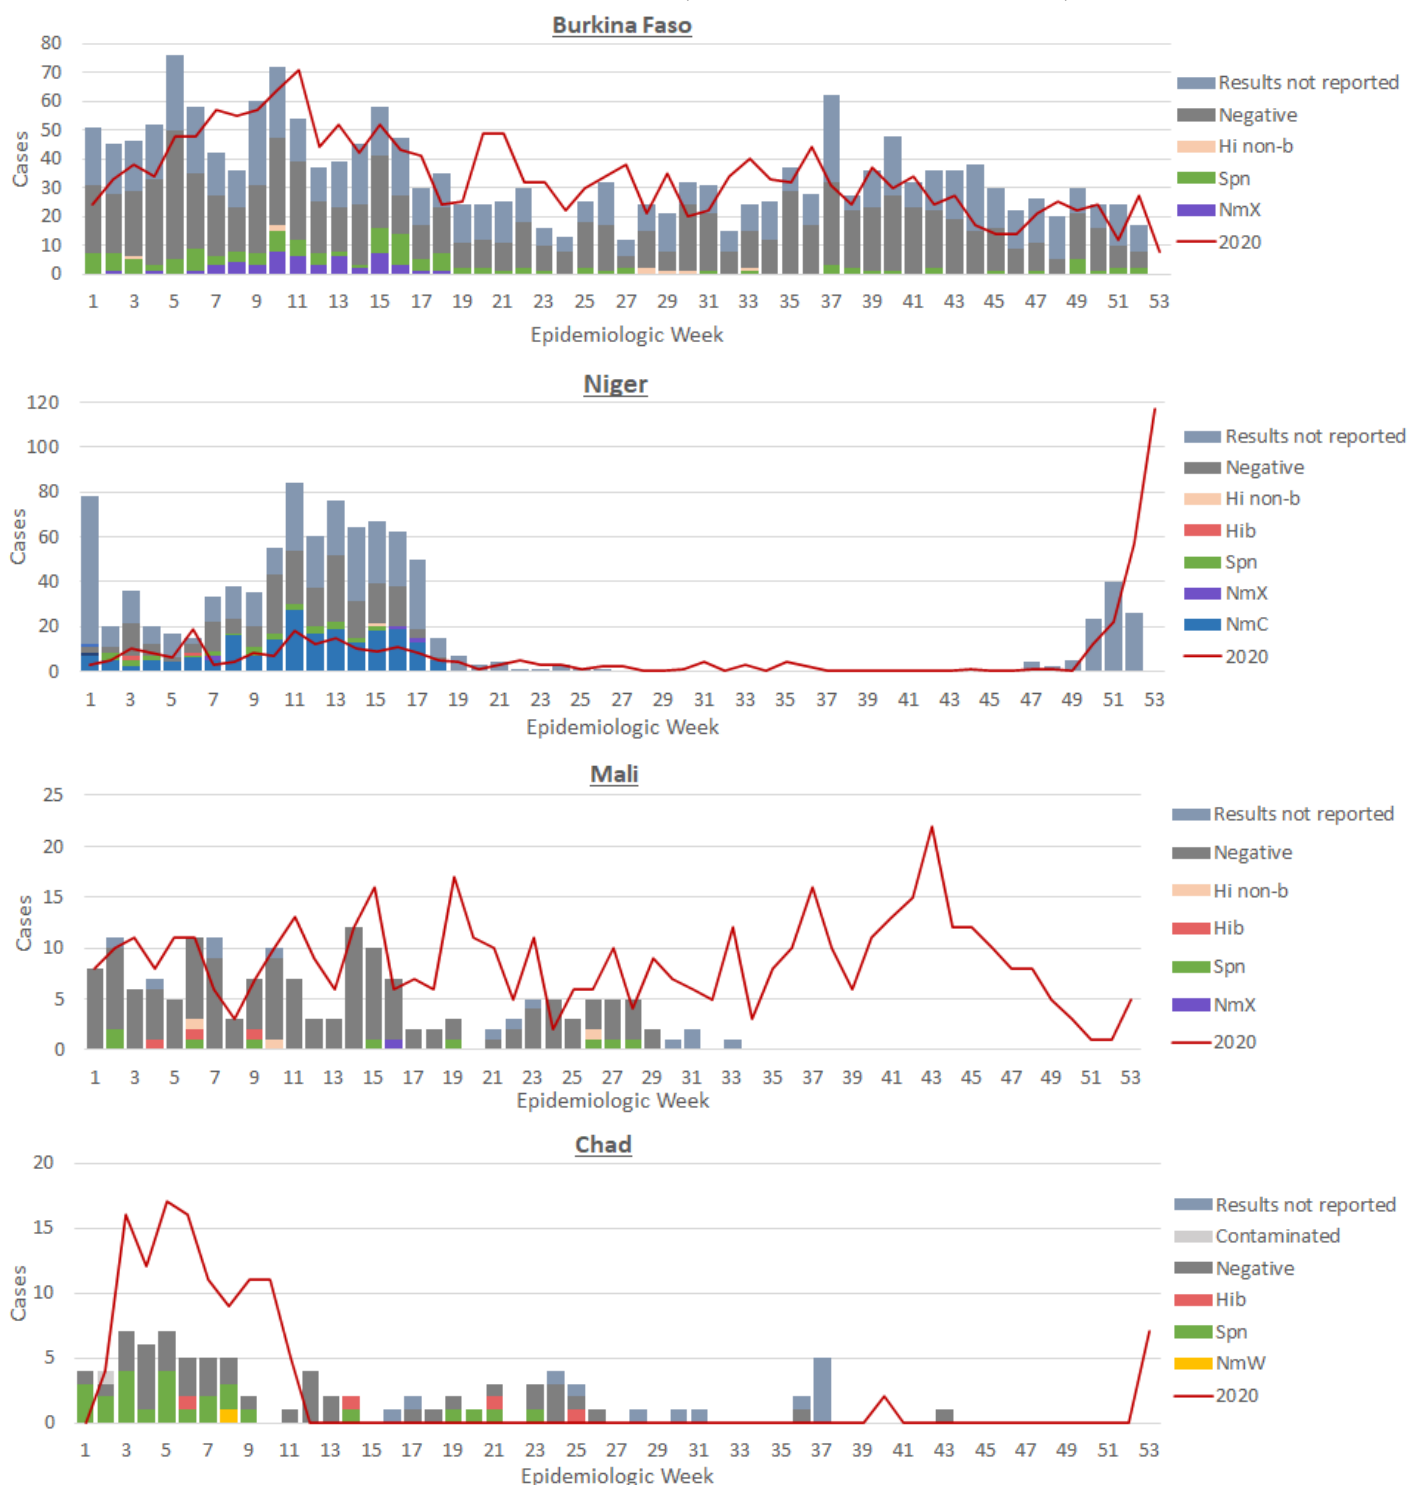 Burkina Faso
80
70
60
50
40
30
20
10
0
Cases
1 3 5 7 9 11 13 15 17 19 21 23 25 27 29 31 33 35 37 39 41 43 45 47 49 51 53
Epidemiologic Week
Results not reported
Negative
Hi non-b
Spn
NmX
2020
Niger
120
100
80
60
40
20
0
Cases
1 3 5 7 9 11 13 15 17 19 21 23 25 27 29 31 33 35 37 39 41 43 45 47 49 51 53
Epidemiologic Week
Results not reported
Negative
Hi non-b
Hib
Spn
NmX
NmC
2020
Mali
25
20
15
10
5
0
Cases
1 3 5 7 9 11 13 15 17 19 21 23 25 27 29 31 33 35 37 39 41 43 45 47 49 51 53
Epidemiologic Week
Results not reported
Negative
Hi non-b
Hib
Spn
NmX
2020
Chad
20
15
10
5
0
Cases
1 3 5 7 9 11 13 15 17 19 21 23 25 27 29 31 33 35 37 39 41 43 45 47 49 51 53
Epidemiologic Week
Results not reported
Contaminated
Negative
Hib
Spn
NmW
2020